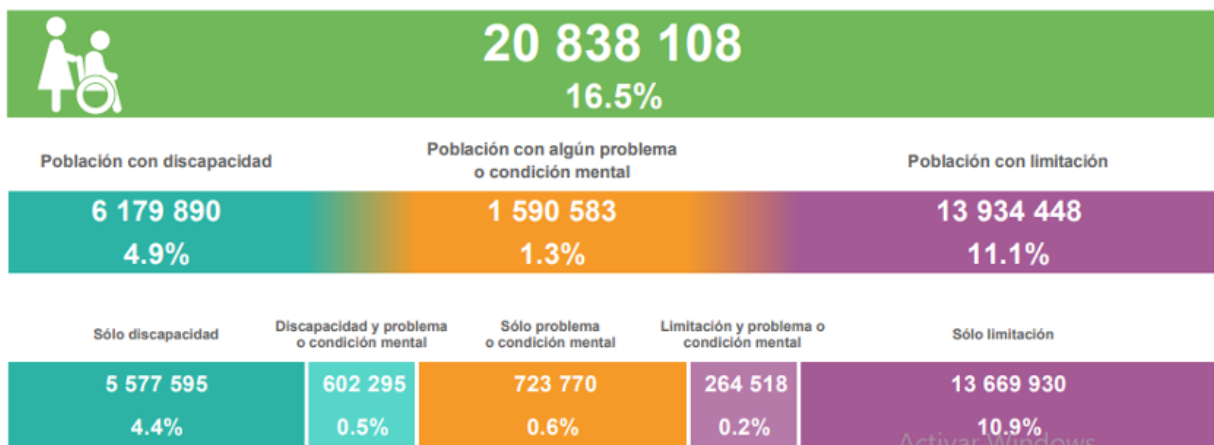 20 838 108
16.5%
Población con discapacidad
Población con algún problema
o condición mental
Población con limitación
6 179 890
1 590 583
13 934 448
4.9%
1.3%
11.1%
Sólo discapacidad
Discapacidad y problema
o condición mental
Sólo problema
o condición mental
Limitación y problema o
condición mental
Sólo limitación
5 577 595
602 295
723 770
264 518
13 669 930
4.4%
0.5%
0.6%
0.2%
10.9%
Activar Windows